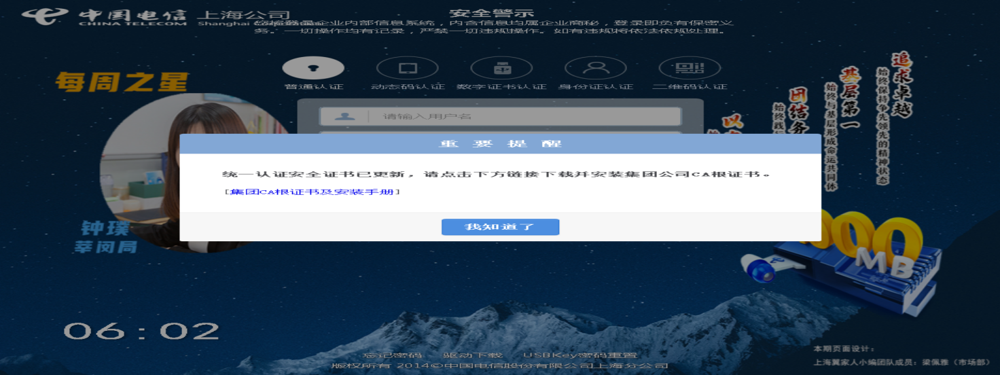 中国电信
CHINA TELECOM
上海公司
安全警示
企业内部信息系统，内含信息均属企业商秘，登录即负有保密义
务。一切操作均有记录，严禁一切违规操作。如有违规将依法依规处理。
普通认证 动态码认证 数字证书认证 身份证认证 二维码认证
每周之星
请输入用户名
追求卓越
始终保持争先领先的精神状态
基层第一
始终与基层形成命运共同体
团结务
始终践行
以
重要提醒
统一认证安全证书已更新，请点击下方链接下载并安装集团公司CA根证书。
[集团CA根证书及安装手册]
我知道了
钟璞
莘闵局
000
MB
06:02
忘记密码 驱动下载 USBKey密码重置
版权所有 2014©中国电信股份有限公司上海分公司
本期页面设计：
上海翼家人小编团队成员：梁佩雅（市场部）